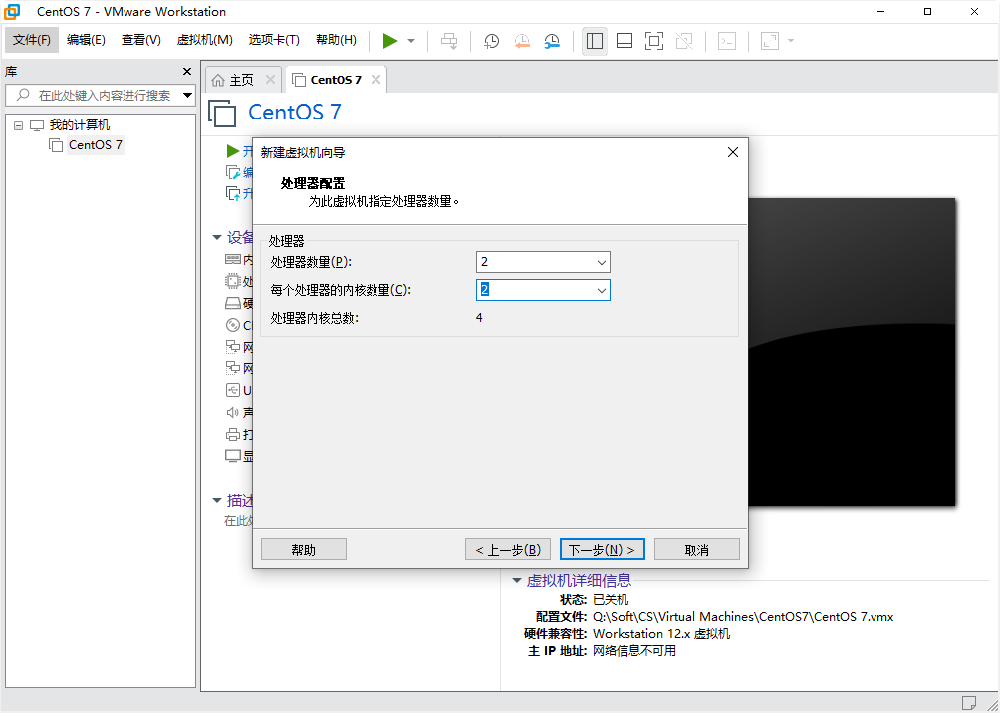 CentOS 7 - VMware Workstation
文件(F) 编辑(E) 查看(V) 虚拟机(M) 选项卡(T) 帮助(H)
库
在此处键入内容进行搜索
我的计算机
CentOS 7
主页 CentOS 7
CentOS 7
开
编
升
设备
内
处
硬
网
网
声
打
显
描述
在此
新建虚拟机向导
处理器配置
为此虚拟机指定处理器数量。
处理器
处理器数量(P): 2
每个处理器的内核数量(C): 2
处理器内核总数: 4
帮助 < 上一步(B) 下一步(N) > 取消
虚拟机详细信息
状态: 已关机
配置文件: Q:\Soft\CS\Virtual Machines\CentOS7\CentOS 7.vmx
硬件兼容性: Workstation 12.x 虚拟机
主 IP 地址: 网络信息不可用